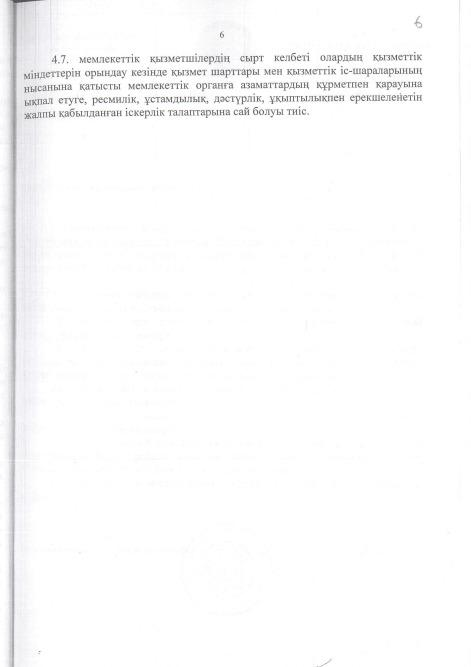 6
6
4.7. мемлекеттік қызметшілердің сырт келбеті олардың қызметтік
міндеттерін орындау кезінде қызмет шарттары мен қызметтік іс-шараларының
нысанына қатысты мемлекеттік органға азаматтардың құрметпен қарауына
ықпал етуге, ресмилік, ұстамдылық, дәстүрлік, ұқыптылықпен ерекшеленетін
жалпы қабылданған іскерлік талаптарына сай болуы тиіс.